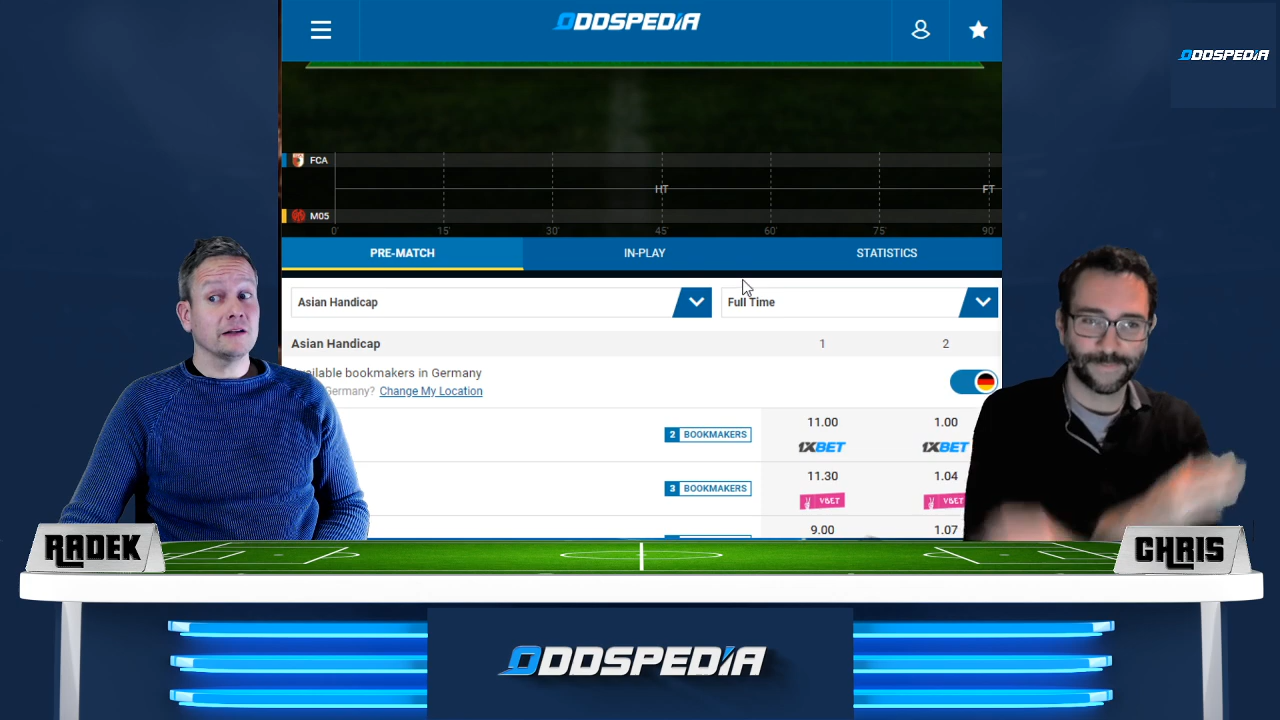 ODDSPEDIA
ODDSPEDIA
FCA
HT
FT
M05
0' 15' 30' 45' 60' 75' 90'
PRE-MATCH IN-PLAY STATISTICS
Asian Handicap Full Time
Asian Handicap 1 2
ailable bookmakers in Germany
Germany? Change My Location
11.00 1.00
2 BOOKMAKERS
1XBET 1XBET
11.30 1.04
3 BOOKMAKERS
VBET VBET
9.00 1.07
RADEK CHRIS
ODDSPEDIA